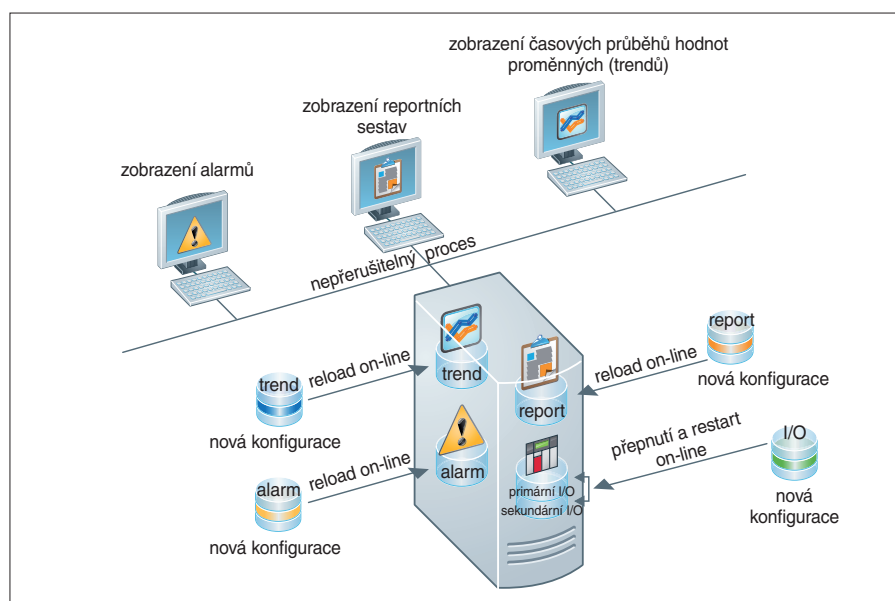 zobrazení časových průběhů hodnot
proměnných (trendů)
zobrazení reportních
sestav
zobrazení alarmů
nepřerušitelný proces
trend
reload on-line
nová konfigurace
trend
report
reload on-line
nová konfigurace
report
alarm
reload on-line
nová konfigurace
alarm
primární I/O
sekundární I/O
přepnutí a restart
on-line
I/O
nová
konfigurace